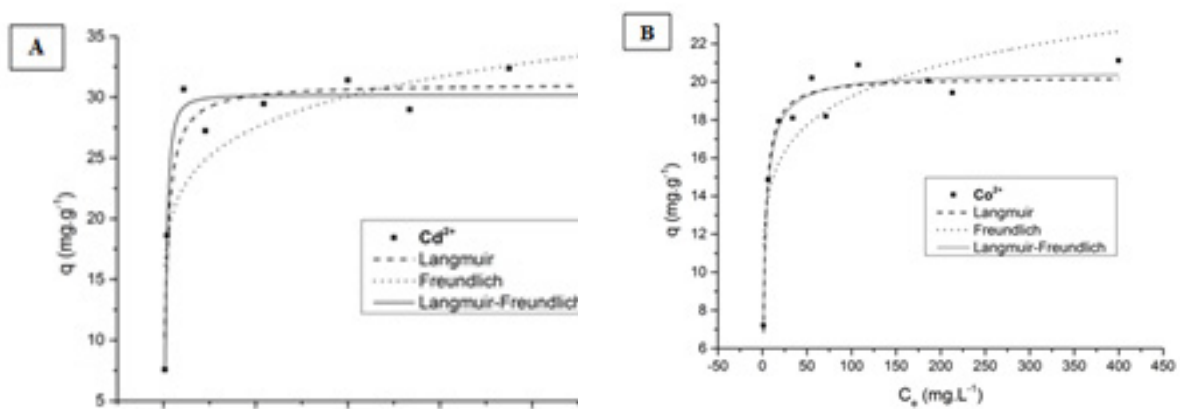 A
35
30
25
20
15
10
5
q (mg.g⁻¹)
Cd²⁺
Langmuir
Freundlich
Langmuir-Freundlich
B
22
20
18
16
14
12
10
8
6
q (mg.g⁻¹)
Co²⁺
Langmuir
Freundlich
Langmuir-Freundlich
-50 0 50 100 150 200 250 300 350 400 450
Cₑ (mg.L⁻¹)